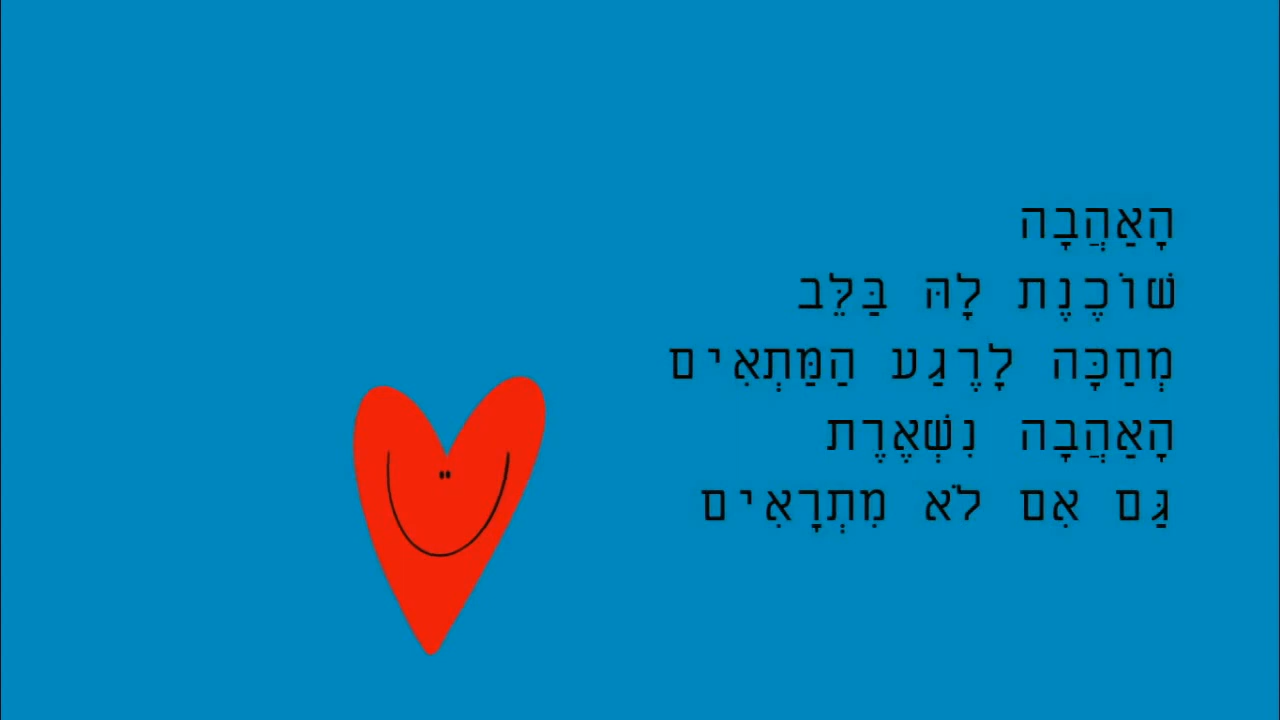 הָאַהֲבָה
שׁוֹכֶנֶת לָהּ בַּלֵּב
מְחַכָּה לָרֶגַע הַמַּתְאִים
הָאַהֲבָה נִשְׁאֶרֶת
גַּם אִם לֹא מִתְרָאִים